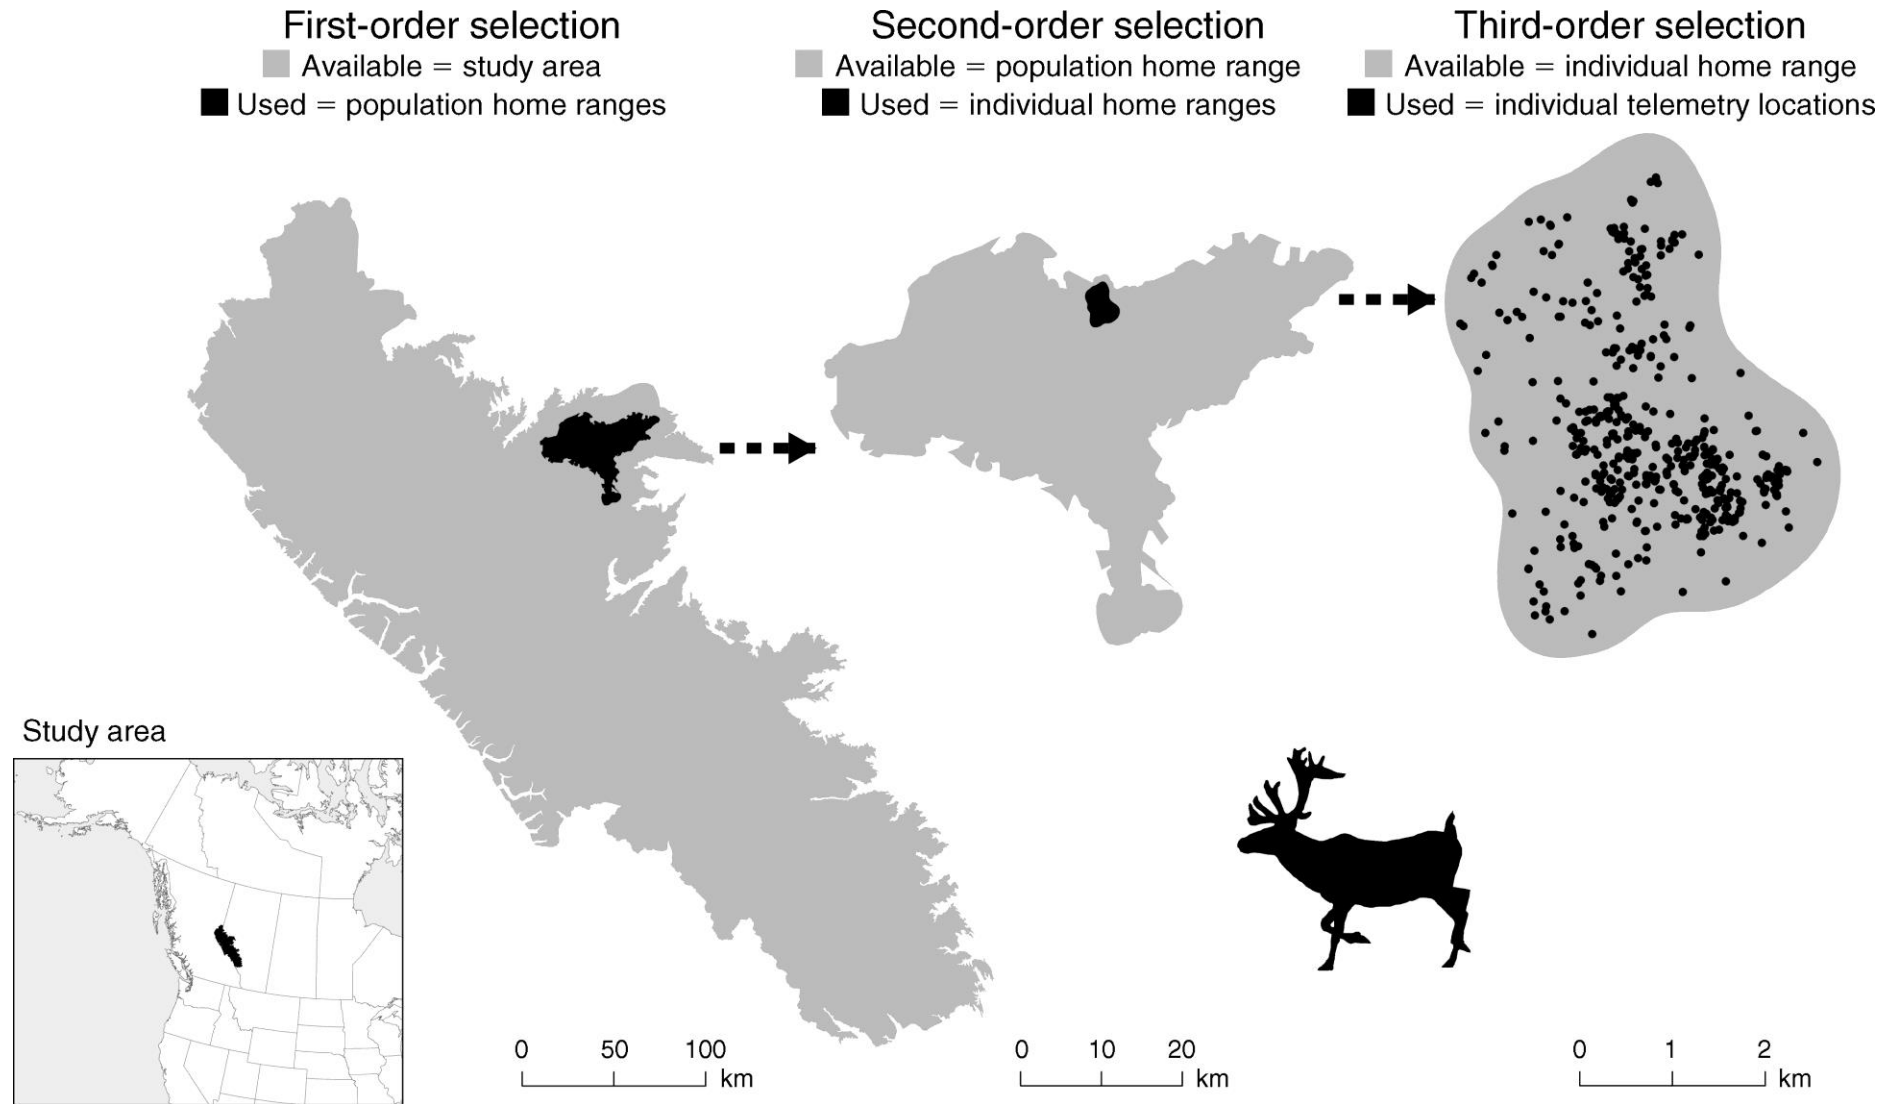 First-order selection
Available = study area
Used = population home ranges
Second-order selection
Available = population home range
Used = individual home ranges
Third-order selection
Available = individual home range
Used = individual telemetry locations
Study area
0 50 100
km
0 10 20
km
0 1 2
km